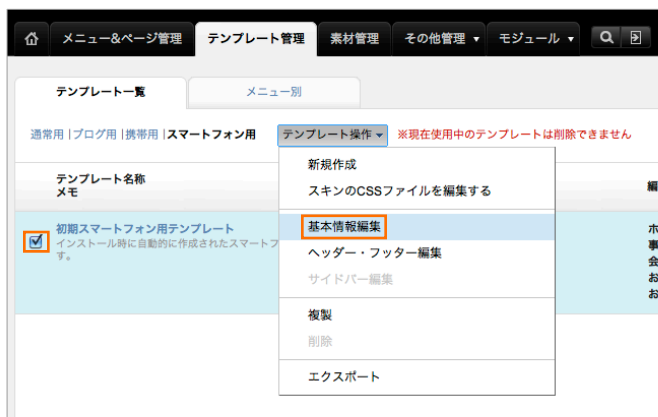 メニュー&ページ管理 テンプレート管理 素材管理 その他管理 ▼ モジュール ▼
テンプレート一覧 メニュー別
通常用 | ブログ用 | 携帯用 | スマートフォン用 テンプレート操作 ▼ ※現在使用中のテンプレートは削除できません
新規作成
スキンのCSSファイルを編集する
基本情報編集
ヘッダー・フッター編集
サイドバー編集
複製
削除
エクスポート
テンプレート名称
メモ
編
初期スマートフォン用テンプレート
インストール時に自動的に作成されたスマートフ
す。
ホ
事
会
お
お